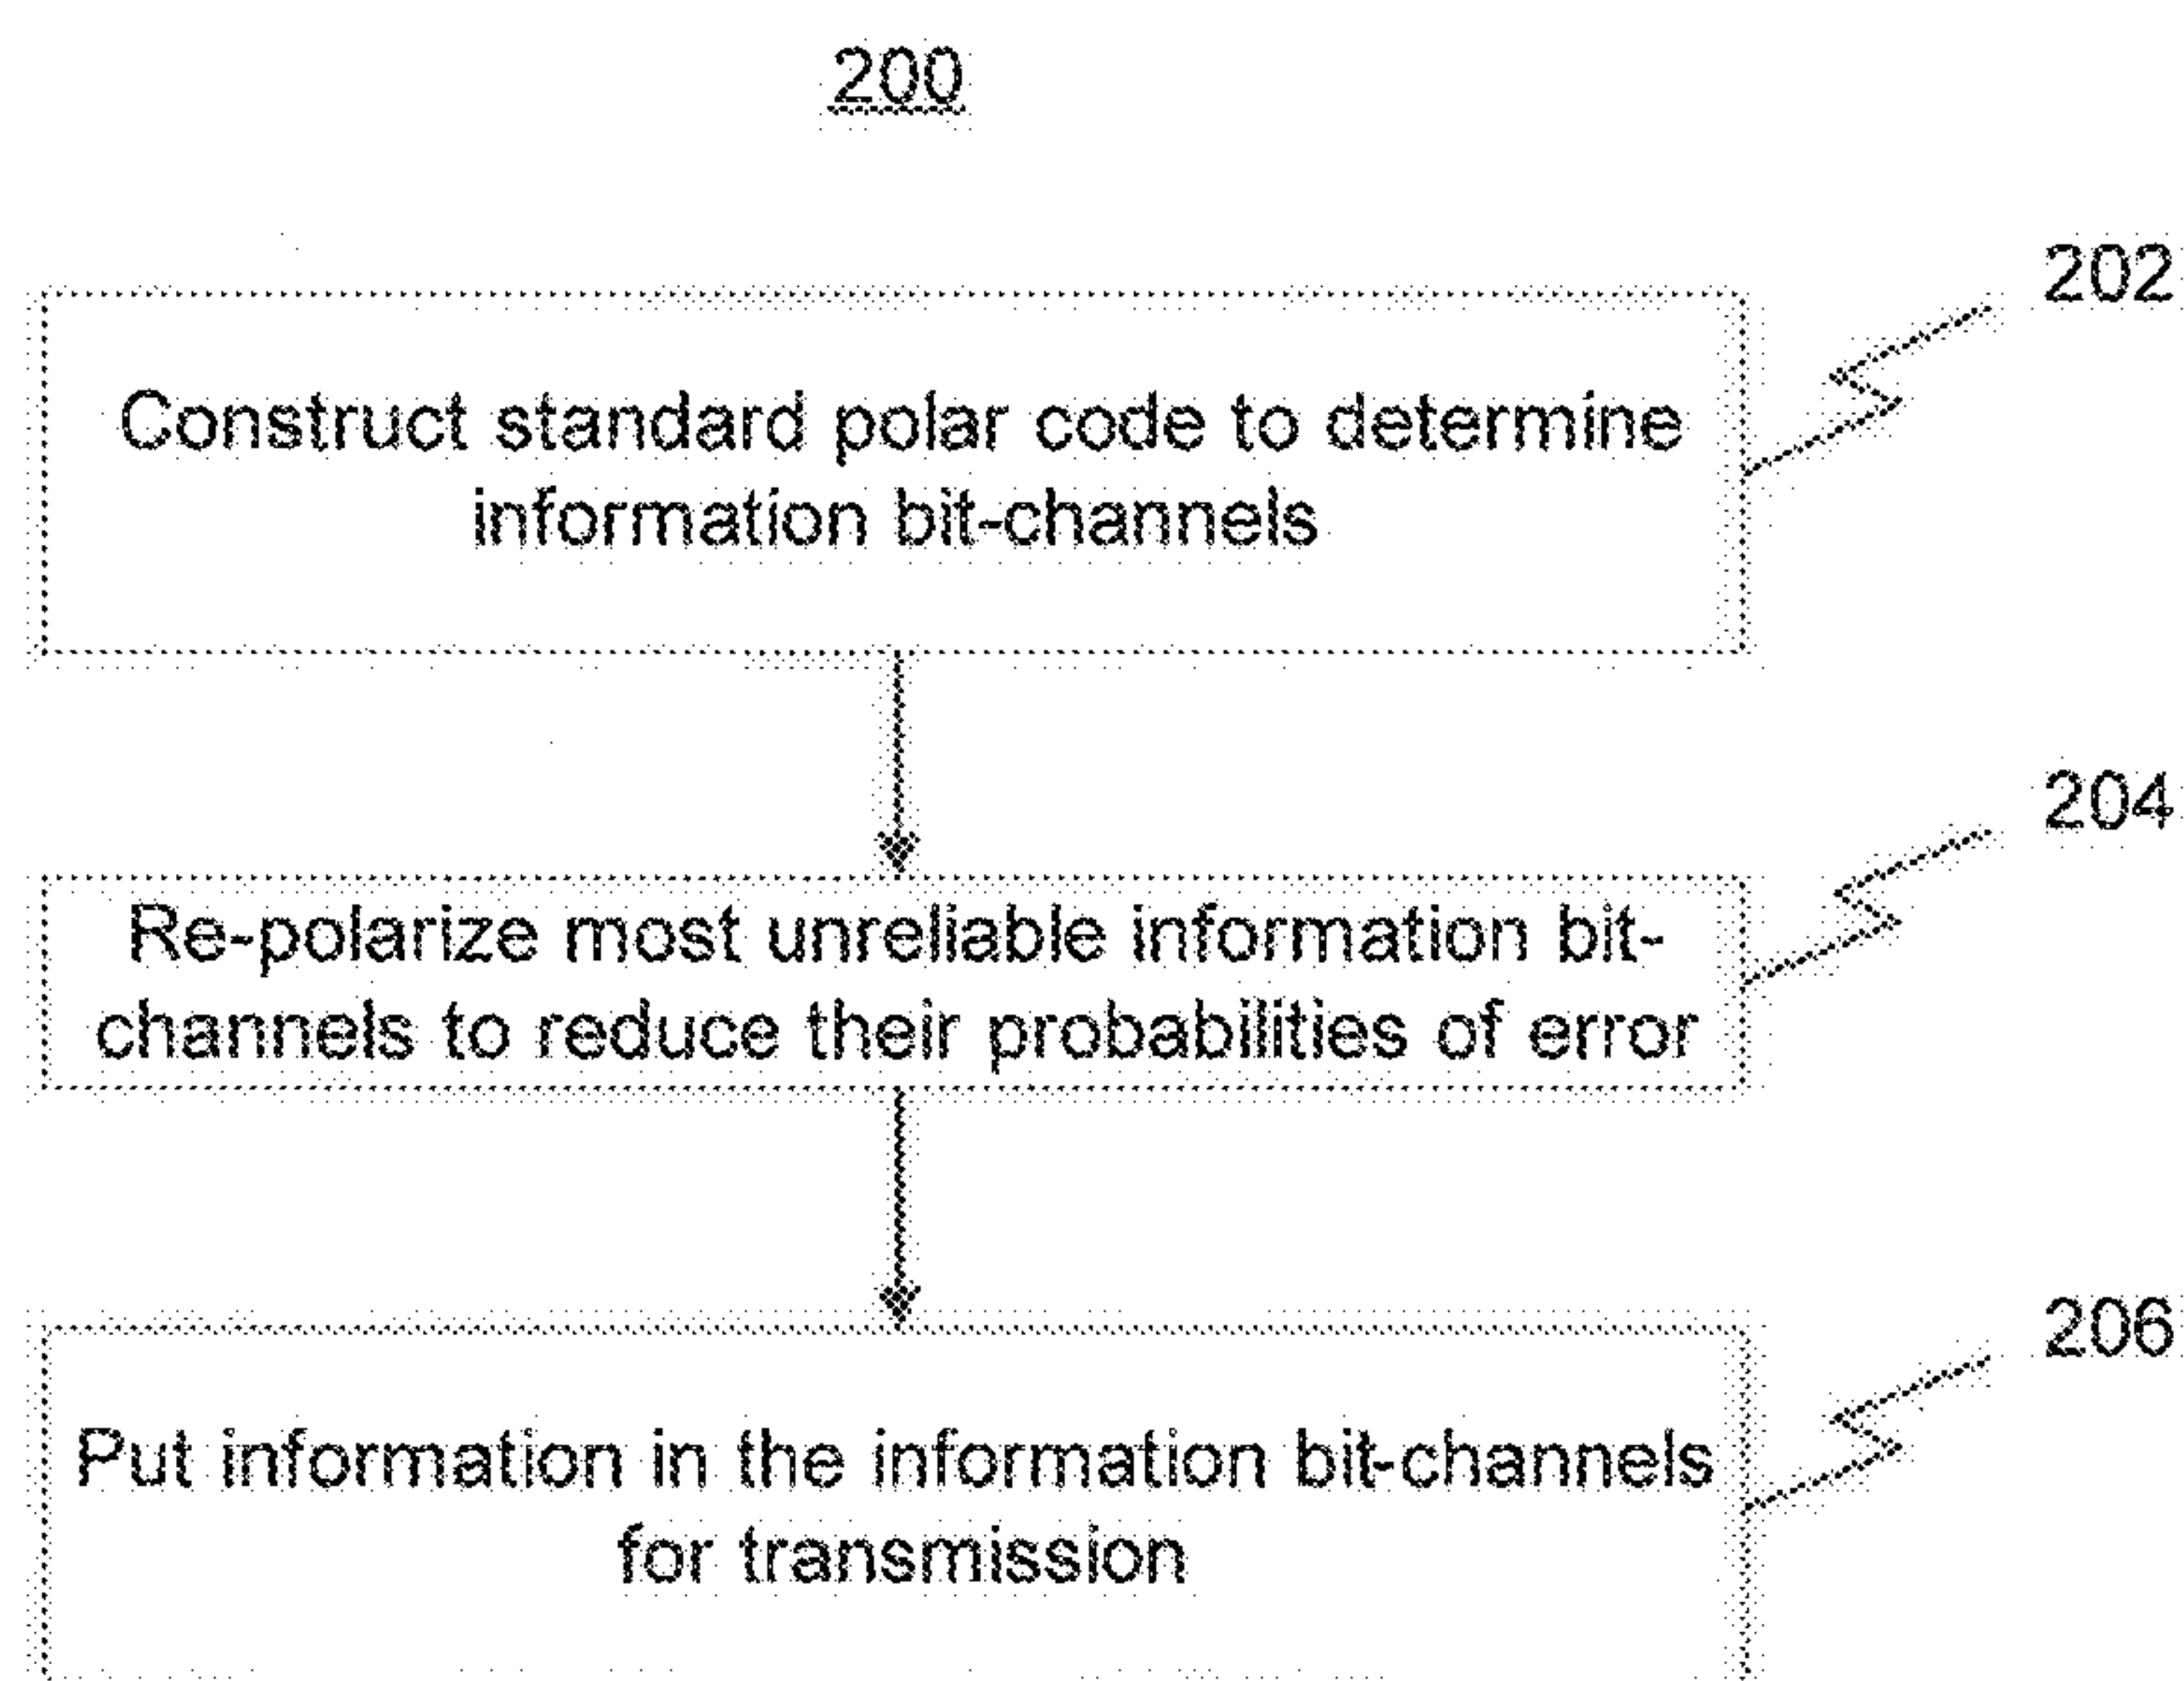 200
202
Construct standard polar code to determine
information bit-channels
204
Re-polarize most unreliable information bit-
channels to reduce their probabilities of error
206
Put information in the information bit-channels
for transmission